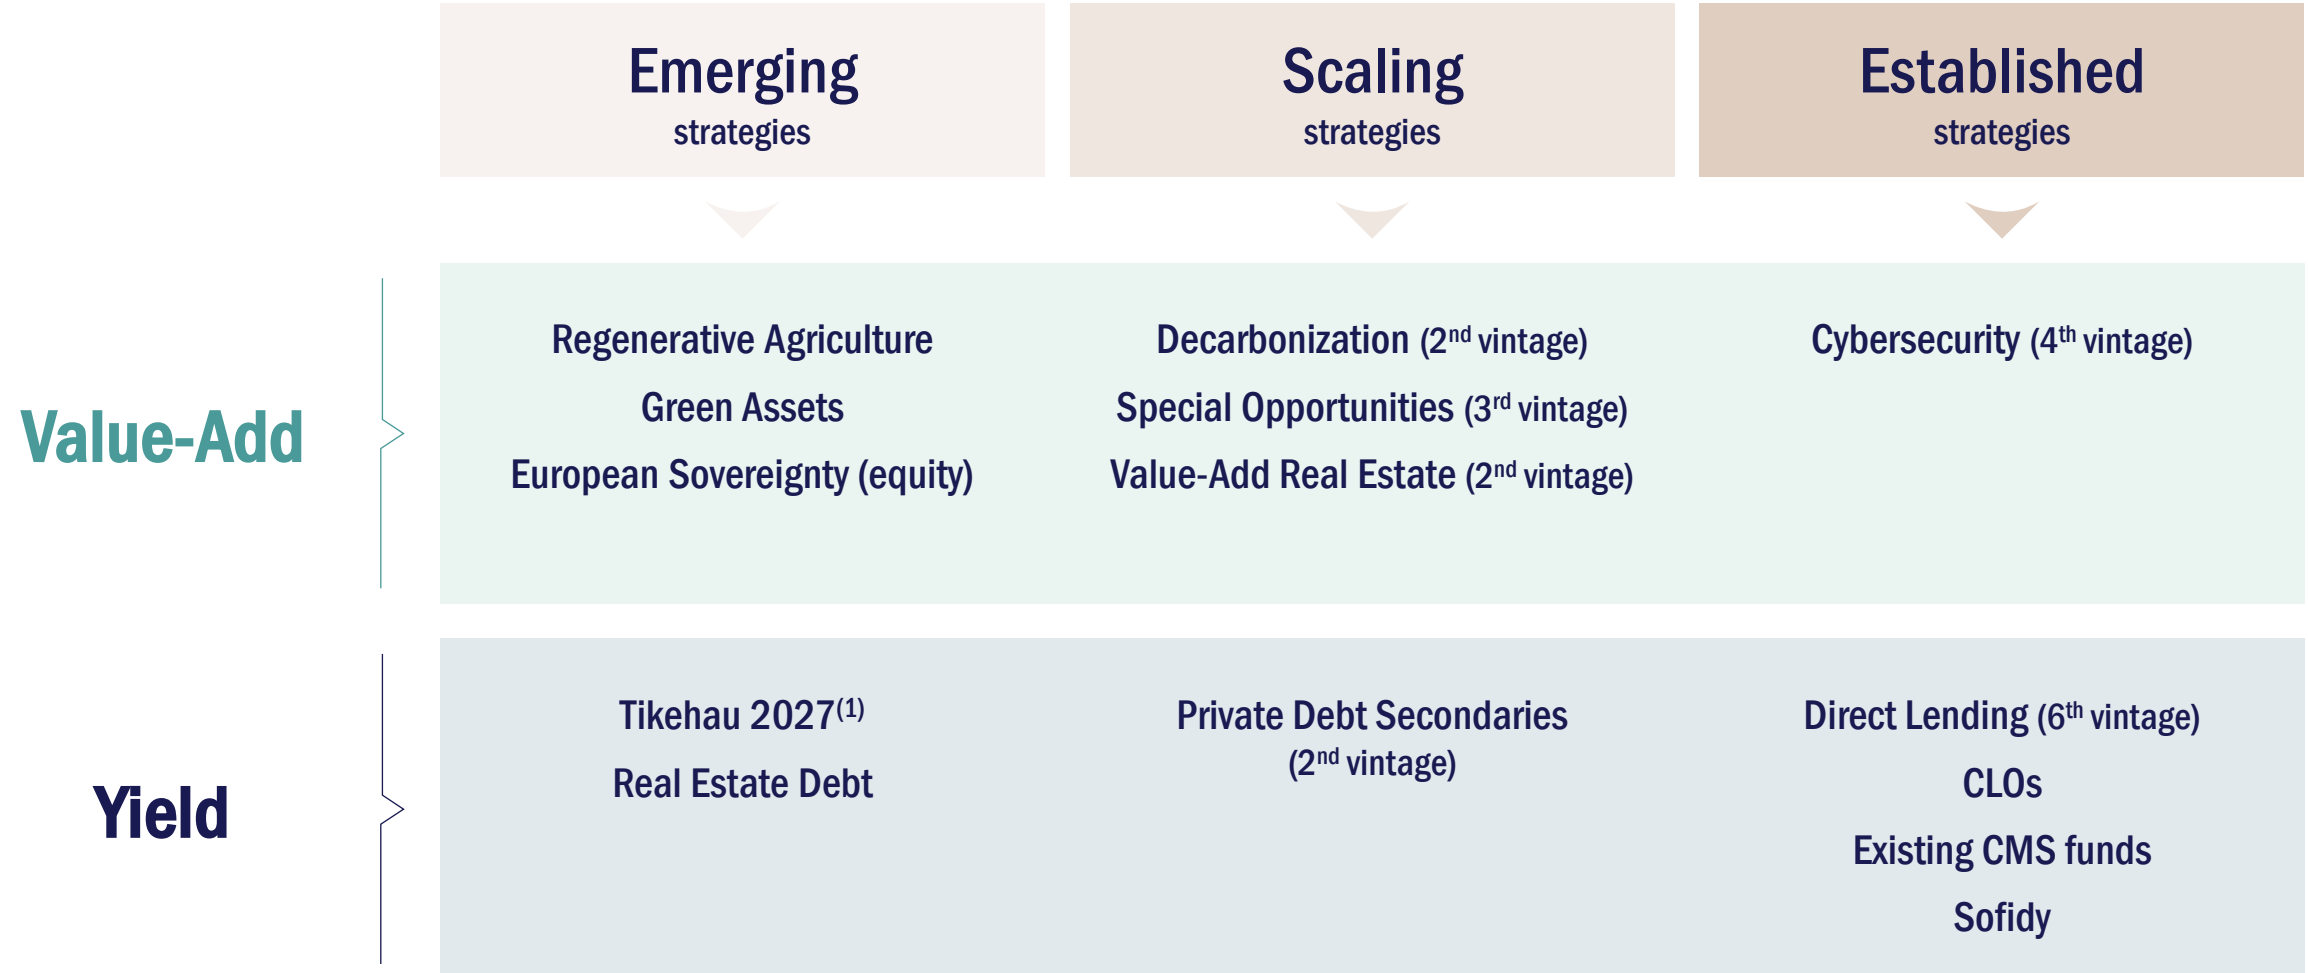 Emerging
strategies
Scaling
strategies
Established
strategies
Value-Add
Regenerative Agriculture
Green Assets
European Sovereignty (equity)
Decarbonization (2nd vintage)
Special Opportunities (3rd vintage)
Value-Add Real Estate (2nd vintage)
Cybersecurity (4th vintage)
Yield
Tikehau 2027(1)
Real Estate Debt
Private Debt Secondaries
(2nd vintage)
Direct Lending (6th vintage)
CLOs
Existing CMS funds
Sofidy